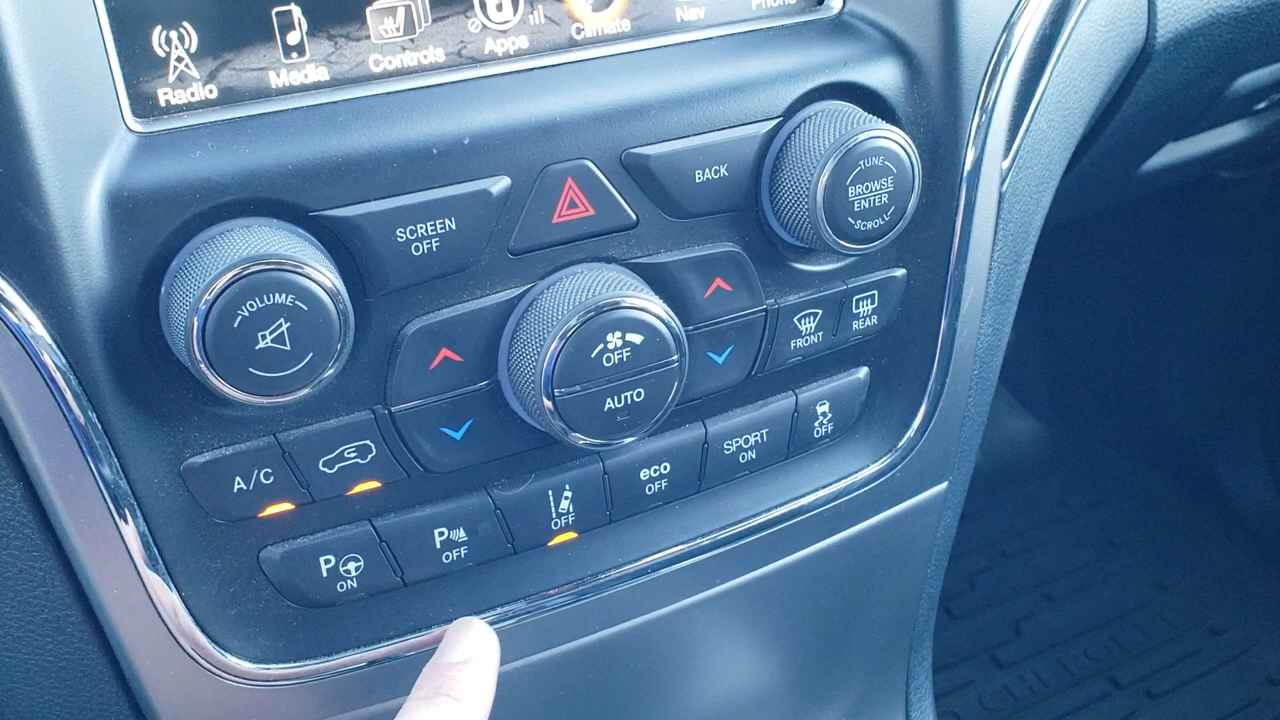 Radio
Media
Controls
Apps
Climate
Nav
Phone
SCREEN
OFF
BACK
TUNE
BROWSE
ENTER
SCROLL
VOLUME
OFF
AUTO
FRONT
REAR
A/C
OFF
eco
OFF
SPORT
ON
OFF
P
ON
P
OFF
CHEROKEE